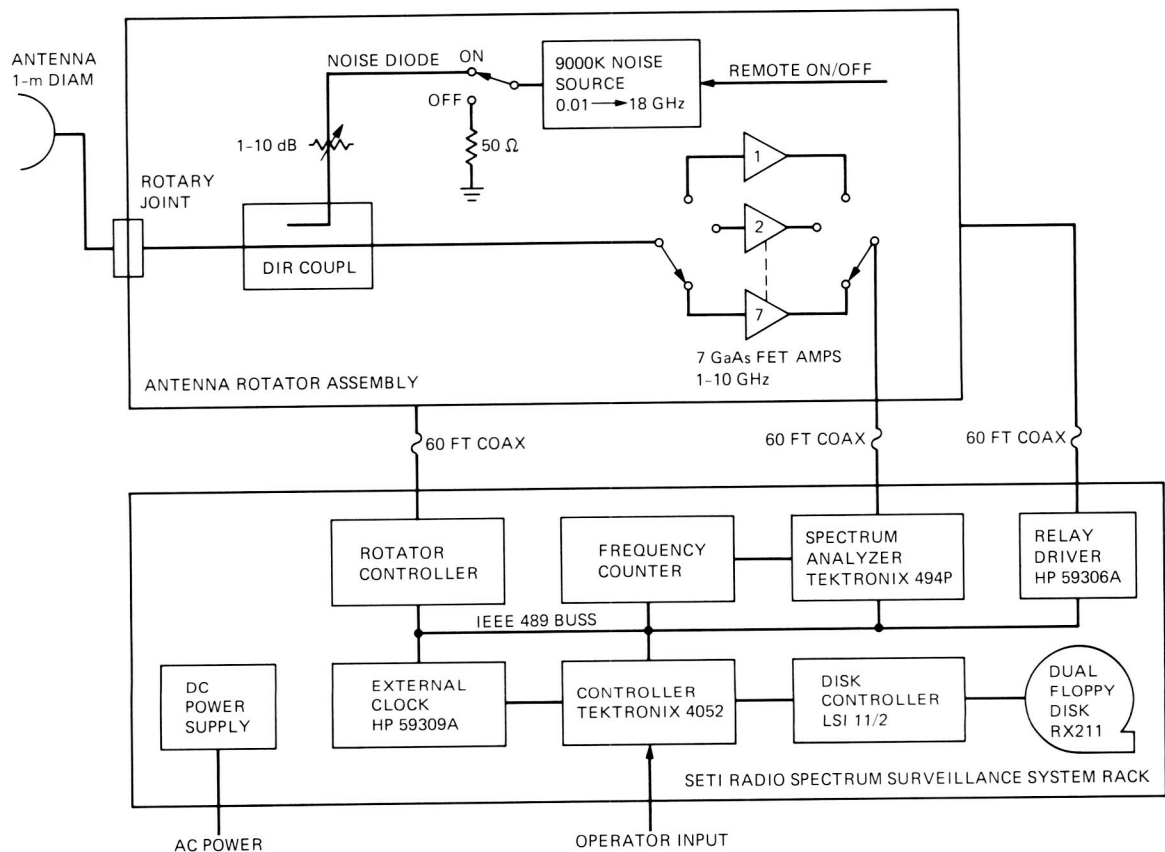 ANTENNA
1-m DIAM
NOISE DIODE
ON
OFF
9000K NOISE
SOURCE
0.01 → 18 GHz
REMOTE ON/OFF
1-10 dB
50 Ω
ROTARY
JOINT
DIR COUPL
1
2
7
7 GaAs FET AMPS
1-10 GHz
ANTENNA ROTATOR ASSEMBLY
60 FT COAX
60 FT COAX
60 FT COAX
ROTATOR
CONTROLLER
FREQUENCY
COUNTER
SPECTRUM
ANALYZER
TEKTRONIX 494P
RELAY
DRIVER
HP 59306A
IEEE 489 BUSS
DC
POWER
SUPPLY
EXTERNAL
CLOCK
HP 59309A
CONTROLLER
TEKTRONIX 4052
DISK
CONTROLLER
LSI 11/2
DUAL
FLOPPY
DISK
RX211
SETI RADIO SPECTRUM SURVEILLANCE SYSTEM RACK
AC POWER
OPERATOR INPUT